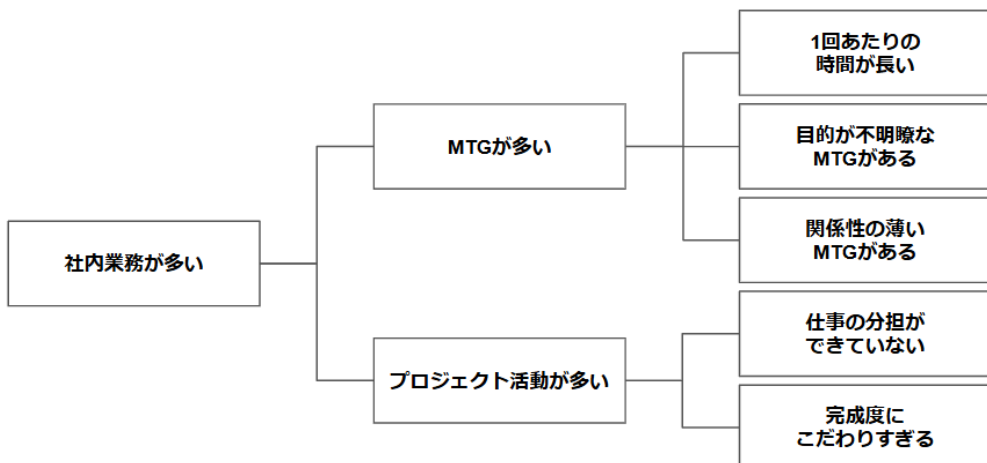 社内業務が多い
MTGが多い
1回あたりの
時間が長い
目的が不明瞭な
MTGがある
関係性の薄い
MTGがある
プロジェクト活動が多い
仕事の分担が
できていない
完成度に
こだわりすぎる